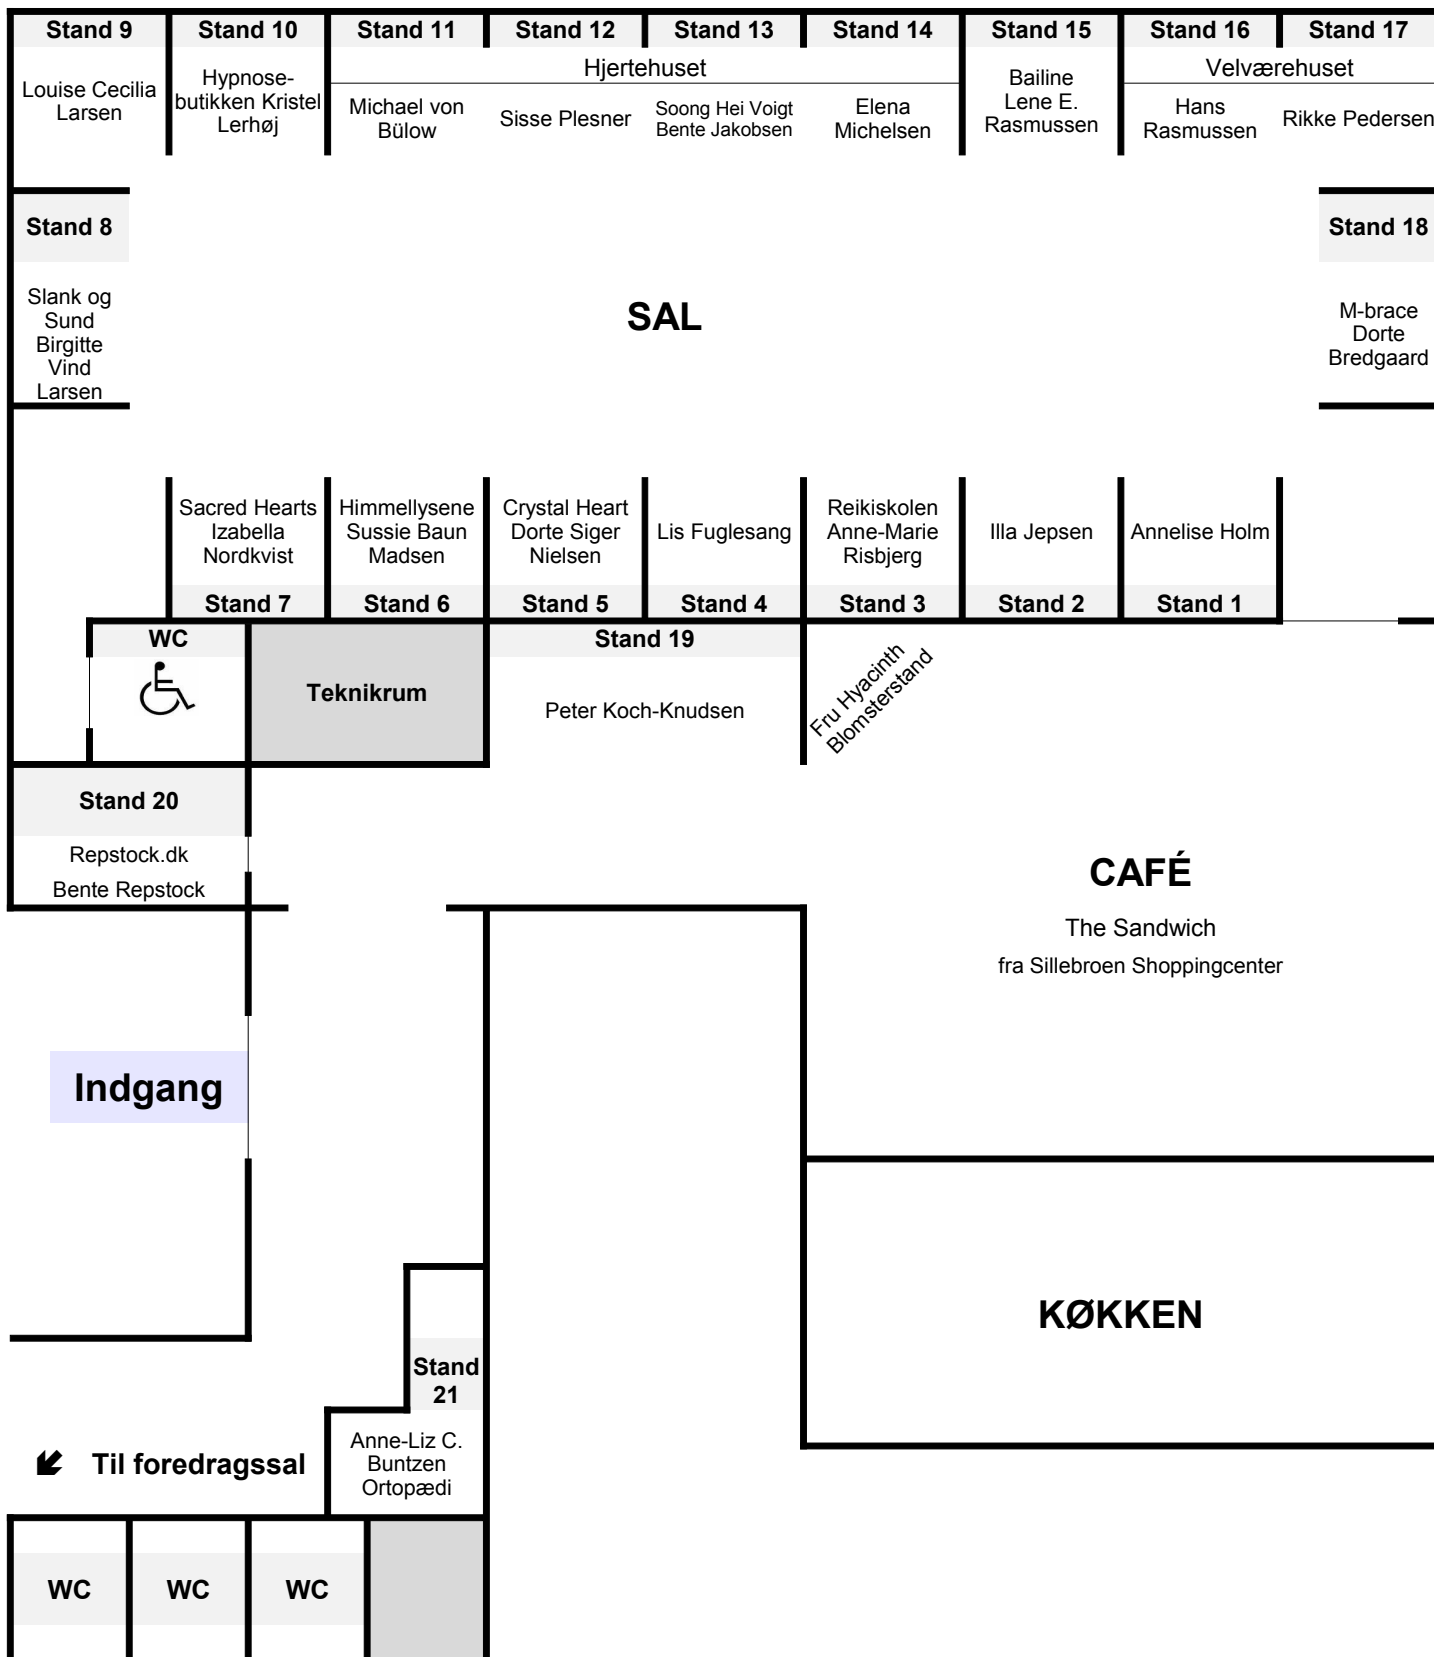 Stand 9
Stand 10
Stand 11
Stand 12
Stand 13
Stand 14
Stand 15
Stand 16
Stand 17
Louise Cecilia
Larsen
Hypnose-
butikken Kristel
Lerhøj
Hjertehuset
Michael von
Bülow
Sisse Plesner
Soong Hei Voigt
Bente Jakobsen
Elena
Michelsen
Bailine
Lene E.
Rasmussen
Velværehuset
Hans
Rasmussen
Rikke Pedersen
Stand 8
Slank og
Sund
Birgitte
Vind
Larsen
SAL
Stand 18
M-brace
Dorte
Bredgaard
Sacred Hearts
Izabella
Nordkvist
Himmellysene
Sussie Baun
Madsen
Crystal Heart
Dorte Siger
Nielsen
Lis Fuglesang
Reikiskolen
Anne-Marie
Risbjerg
Illa Jepsen
Annelise Holm
Stand 7
Stand 6
Stand 5
Stand 4
Stand 3
Stand 2
Stand 1
WC
Teknikrum
Stand 19
Peter Koch-Knudsen
Fru Hyacinth
Blomsterstand
Stand 20
Repstock.dk
Bente Repstock
CAFÉ
The Sandwich
fra Sillebroen Shoppingcenter
Indgang
KØKKEN
Stand
21
Anne-Liz C.
Buntzen
Ortopædi
Til foredragssal
WC
WC
WC